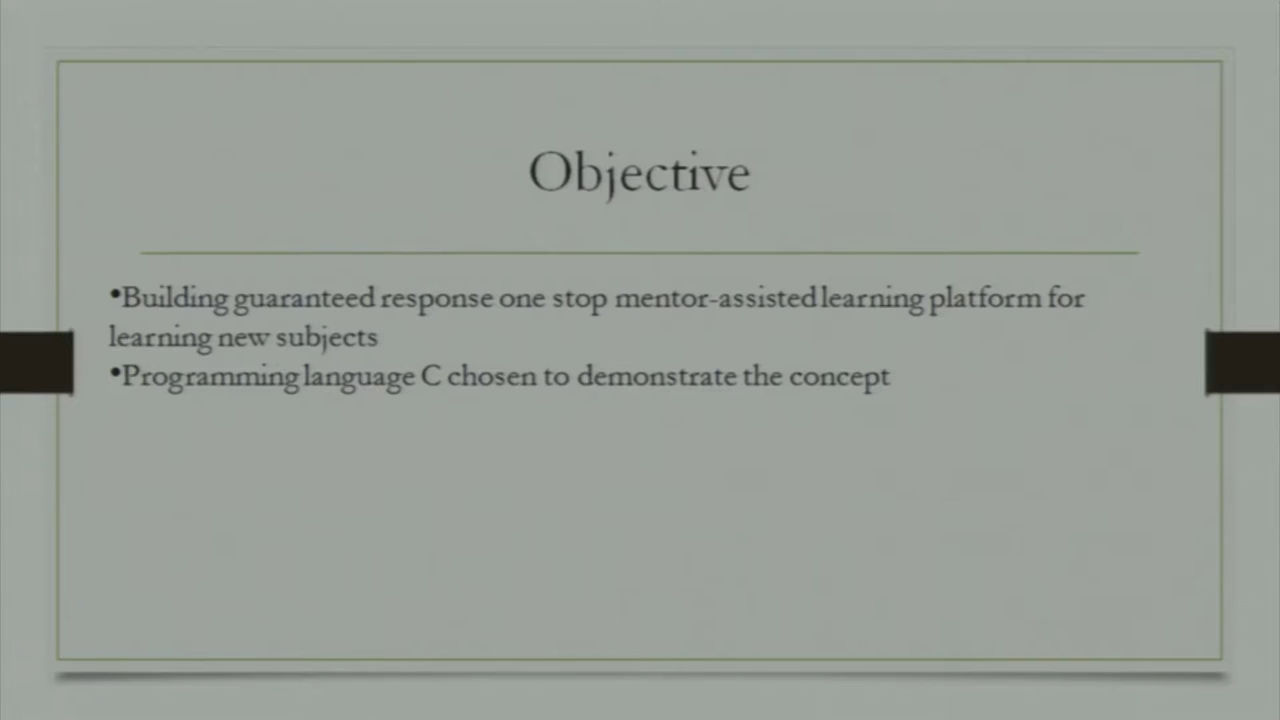 Objective
•Building guaranteed response one stop mentor-assisted learning platform for
learning new subjects
•Programming language C chosen to demonstrate the concept